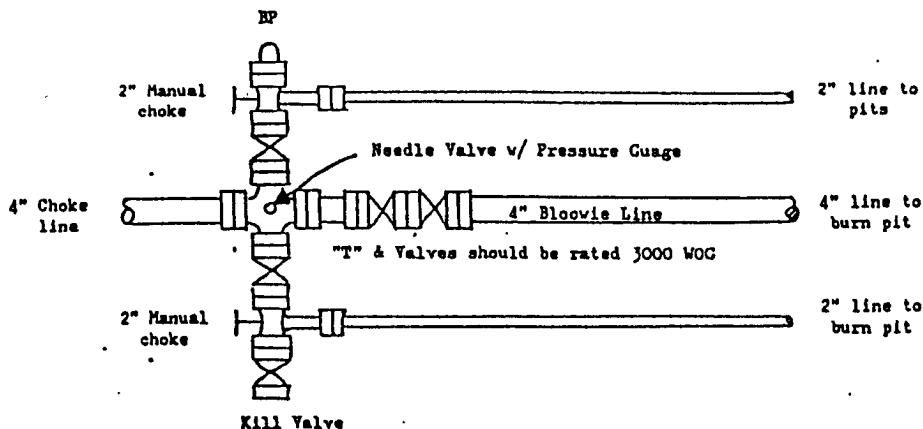 BP
2" Manual
choke
2" line to
pits
Needle Valve w/ Pressure Guage
4" Choke
line
4" Bloowie Line
4" line to
burn pit
"T" & Valves should be rated 3000 WOG
2" Manual
choke
2" line to
burn pit
Kill Valve